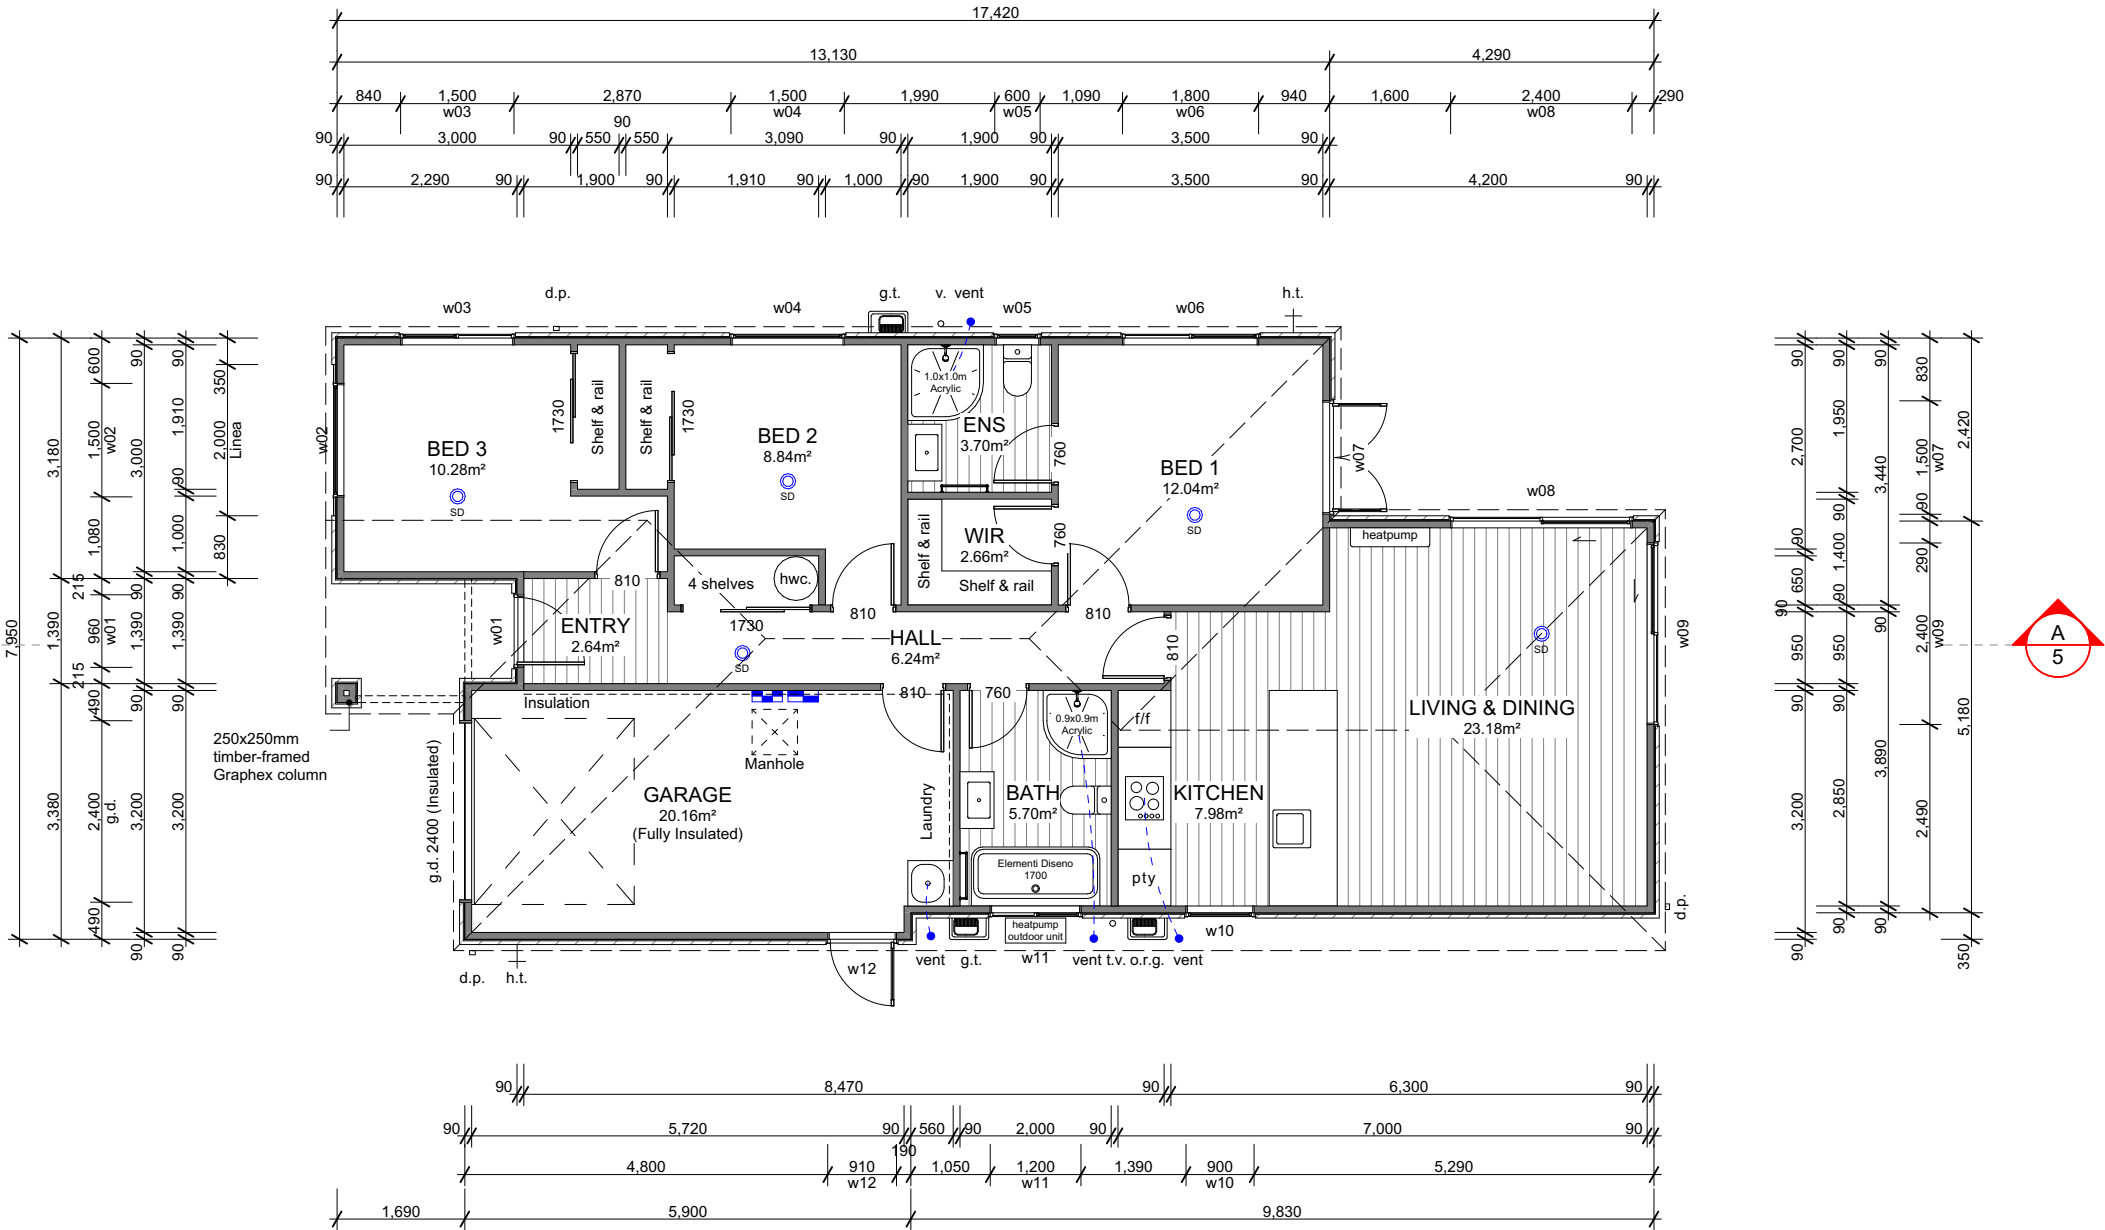 17,420
13,130 4,290
840 1,500 2,870 1,500 1,990 600 1,090 1,800 940 1,600 2,400 290
w03 w04 w05 w06 w08
90
90 3,000 90 550 550 90 3,090 90 1,900 90 3,500 90
90 2,290 90 1,900 90 1,910 90 1,000 90 1,900 90 3,500 90 4,200 90
w03 d.p. w04 g.t. v. vent w05 w06 h.t.
7,950
3,180 1,390 3,380
600 1,500 1,080 215 960 215 490 2,400 490
w02 w01 g.d.
90 3,000 90 1,390 90 3,200 90
90 1,910 90 1,000 90 1,390 90 3,200 90
350 2,000 830
Linea
w02
BED 3
10.28m²
SD
1730
Shelf & rail
Shelf & rail
1730
BED 2
8.84m²
SD
1.0x1.0m
Acrylic
ENS
3.70m²
760
BED 1
12.04m²
SD
w07
w08
heatpump
WIR
2.66m²
760
Shelf & rail
Shelf & rail
4 shelves
hwc.
810
810
810
1730
w01
ENTRY
2.64m²
SD
HALL
6.24m²
810
SD
w09
A
5
Insulation
810
760
Manhole
0.9x0.9m
Acrylic
f/f
LIVING & DINING
23.18m²
250x250mm
timber-framed
Graphex column
g.d. 2400 (Insulated)
GARAGE
20.16m²
(Fully Insulated)
Laundry
BATH
5.70m²
KITCHEN
7.98m²
Elementi Diseno
1700
pty
d.p.
heatpump
outdoor unit
d.p. h.t. w12 vent g.t. w11 vent t.v. o.r.g. vent w10
90 2,700 90 650 90 950 90 3,200 90
90 1,950 90 1,400 90 950 90 2,850 90
90 3,440 90 3,890 90
830 1,500 90 290 2,400 2,490
w07 w09
2,420 5,180 350
90 8,470 90 6,300 90
90 5,720 90 560 90 2,000 90 7,000 90
190
4,800 910 1,050 1,200 1,390 900 5,290
w12 w11 w10
1,690 5,900 9,830